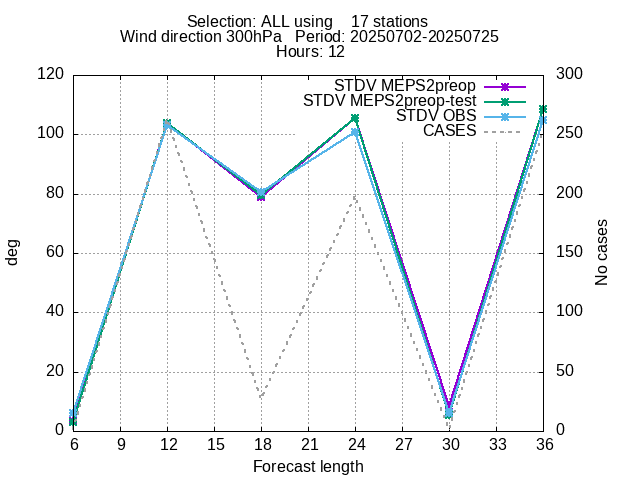 Selection: ALL using    17 stations
Wind direction 300hPa   Period: 20250702-20250725
Hours: 12
STDV MEPS2preop
STDV MEPS2preop-test
STDV OBS
CASES
120
100
80
60
40
20
0
deg
300
250
200
150
100
50
0
No cases
6 9 12 15 18 21 24 27 30 33 36
Forecast length